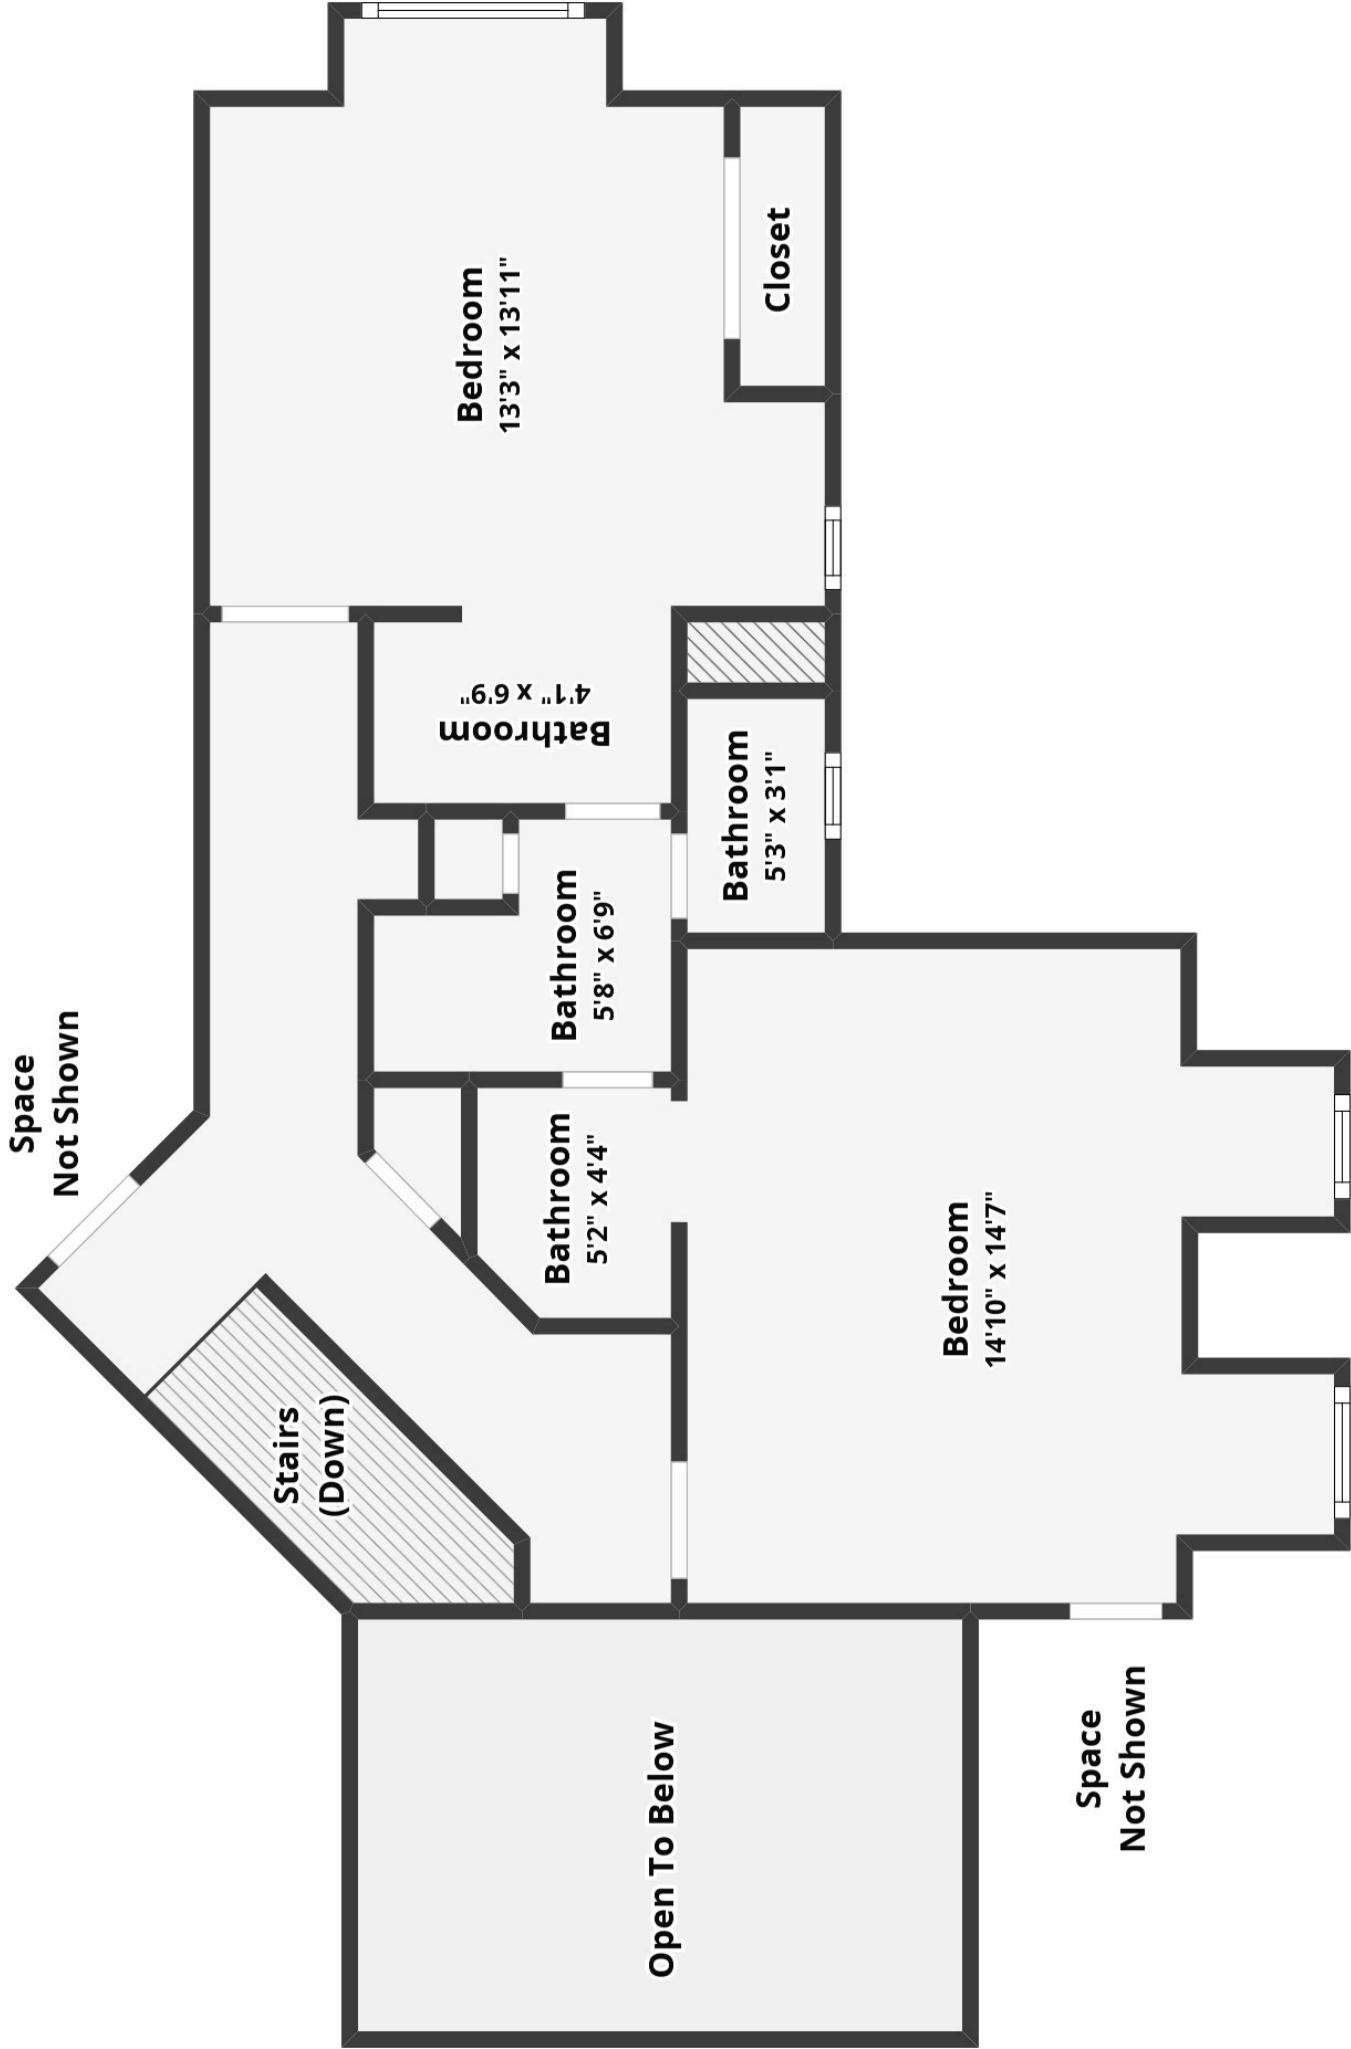 Space
Not Shown
Bedroom
13'3" x 13'11"
Closet
Bathroom
4'1" x 6'9"
Bathroom
5'3" x 3'1"
Bathroom
5'8" x 6'9"
Bathroom
5'2" x 4'4"
Stairs
(Down)
Bedroom
14'10" x 14'7"
Open To Below
Space
Not Shown